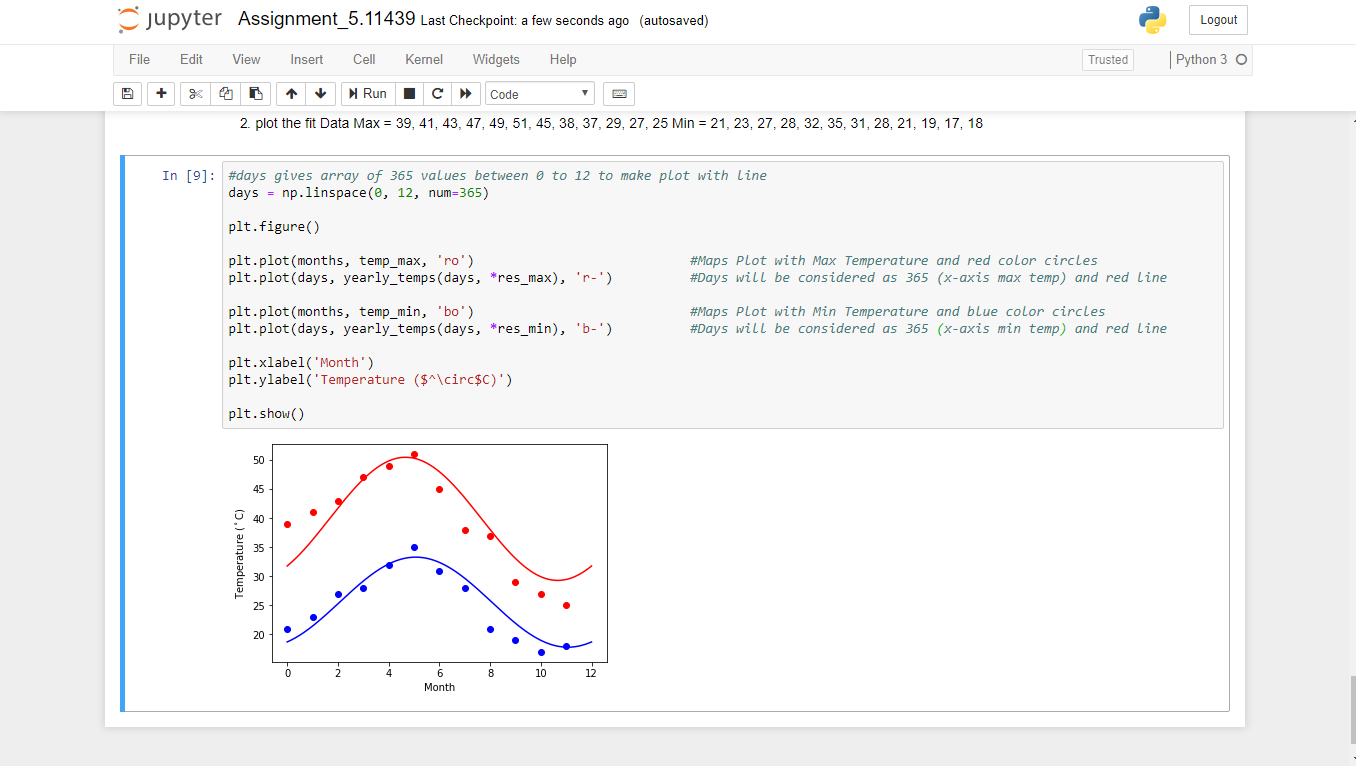 jupyter Assignment_5.11439 Last Checkpoint: a few seconds ago (autosaved) Logout
File Edit View Insert Cell Kernel Widgets Help Trusted Python 3
Run Code
2. plot the fit Data Max = 39, 41, 43, 47, 49, 51, 45, 38, 37, 29, 27, 25 Min = 21, 23, 27, 28, 32, 35, 31, 28, 21, 19, 17, 18
In [9]: #days gives array of 365 values between 0 to 12 to make plot with line
days = np.linspace(0, 12, num=365)
plt.figure()
plt.plot(months, temp_max, 'ro') #Maps Plot with Max Temperature and red color circles
plt.plot(days, yearly_temps(days, *res_max), 'r-') #Days will be considered as 365 (x-axis max temp) and red line
plt.plot(months, temp_min, 'bo') #Maps Plot with Min Temperature and blue color circles
plt.plot(days, yearly_temps(days, *res_min), 'b-') #Days will be considered as 365 (x-axis min temp) and red line
plt.xlabel('Month')
plt.ylabel('Temperature ($^\circ$C)')
plt.show()
50
45
40
35
30
25
20
Temperature (°C)
0 2 4 6 8 10 12
Month